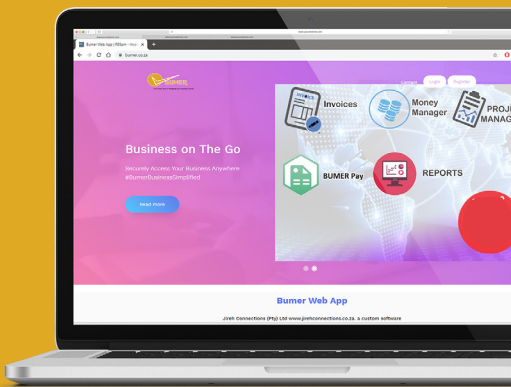 Bumer Web App
bumer.co.za
BUMER
Contact
Login
Register
INVOICE
Invoices
Money
Manager
PROJ
MANAG
Business on The Go
Securely Access Your Business Anywhere
#BumerBusinessSimplified
Read more
BUMER Pay
REPORTS
Bumer Web App
Jireh Connections (Pty) Ltd www.jirehconnections.co.za. a custom software